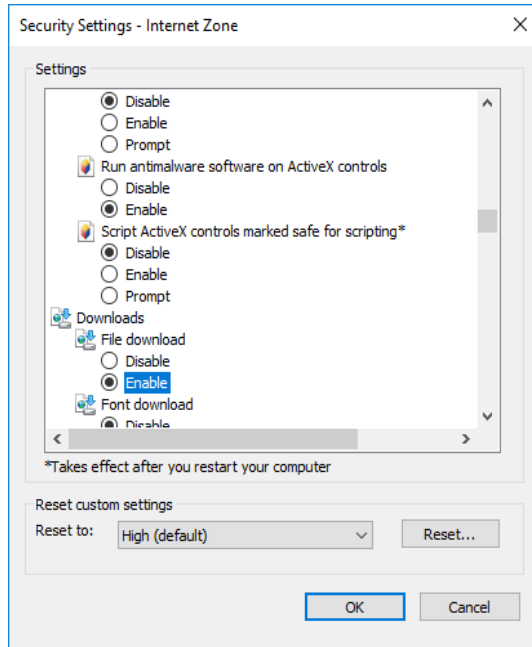 Security Settings - Internet Zone
Settings
Disable
Enable
Prompt
Run antimalware software on ActiveX controls
Disable
Enable
Script ActiveX controls marked safe for scripting*
Disable
Enable
Prompt
Downloads
File download
Disable
Enable
Font download
Disable
*Takes effect after you restart your computer
Reset custom settings
Reset to: High (default) Reset...
OK Cancel